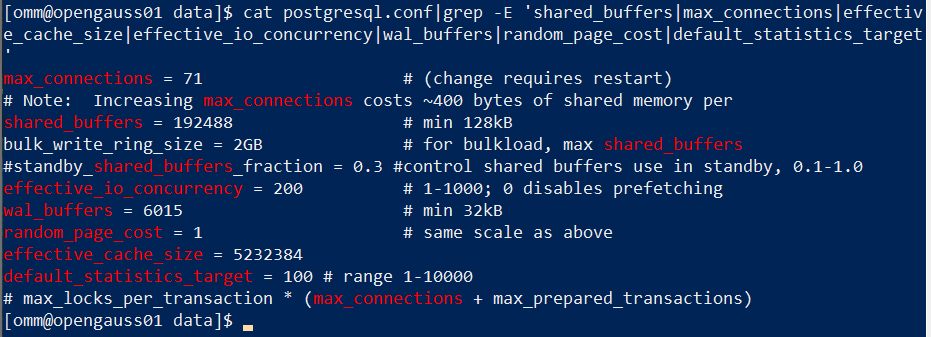 [omm@opengauss01 data]$ cat postgresql.conf|grep -E 'shared_buffers|max_connections|effectiv
e_cache_size|effective_io_concurrency|wal_buffers|random_page_cost|default_statistics_target
'
max_connections = 71                    # (change requires restart)
# Note:  Increasing max_connections costs ~400 bytes of shared memory per
shared_buffers = 192488                 # min 128kB
bulk_write_ring_size = 2GB              # for bulkload, max shared_buffers
#standby_shared_buffers_fraction = 0.3 #control shared buffers use in standby, 0.1-1.0
effective_io_concurrency = 200          # 1-1000; 0 disables prefetching
wal_buffers = 6015                      # min 32kB
random_page_cost = 1                    # same scale as above
effective_cache_size = 5232384
default_statistics_target = 100 # range 1-10000
# max_locks_per_transaction * (max_connections + max_prepared_transactions)
[omm@opengauss01 data]$